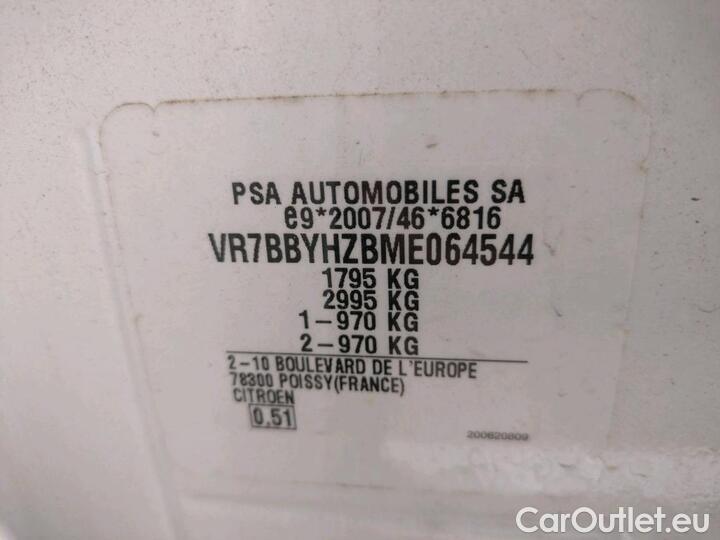 PSA AUTOMOBILES SA
e9*2007/46*6816
VR7BBYHZBME064544
1795 KG
2995 KG
1-970 KG
2-970 KG
2-10 BOULEVARD DE L'EUROPE
78300 POISSY(FRANCE)
CITROEN
0.51
200820809
CarOutlet.eu